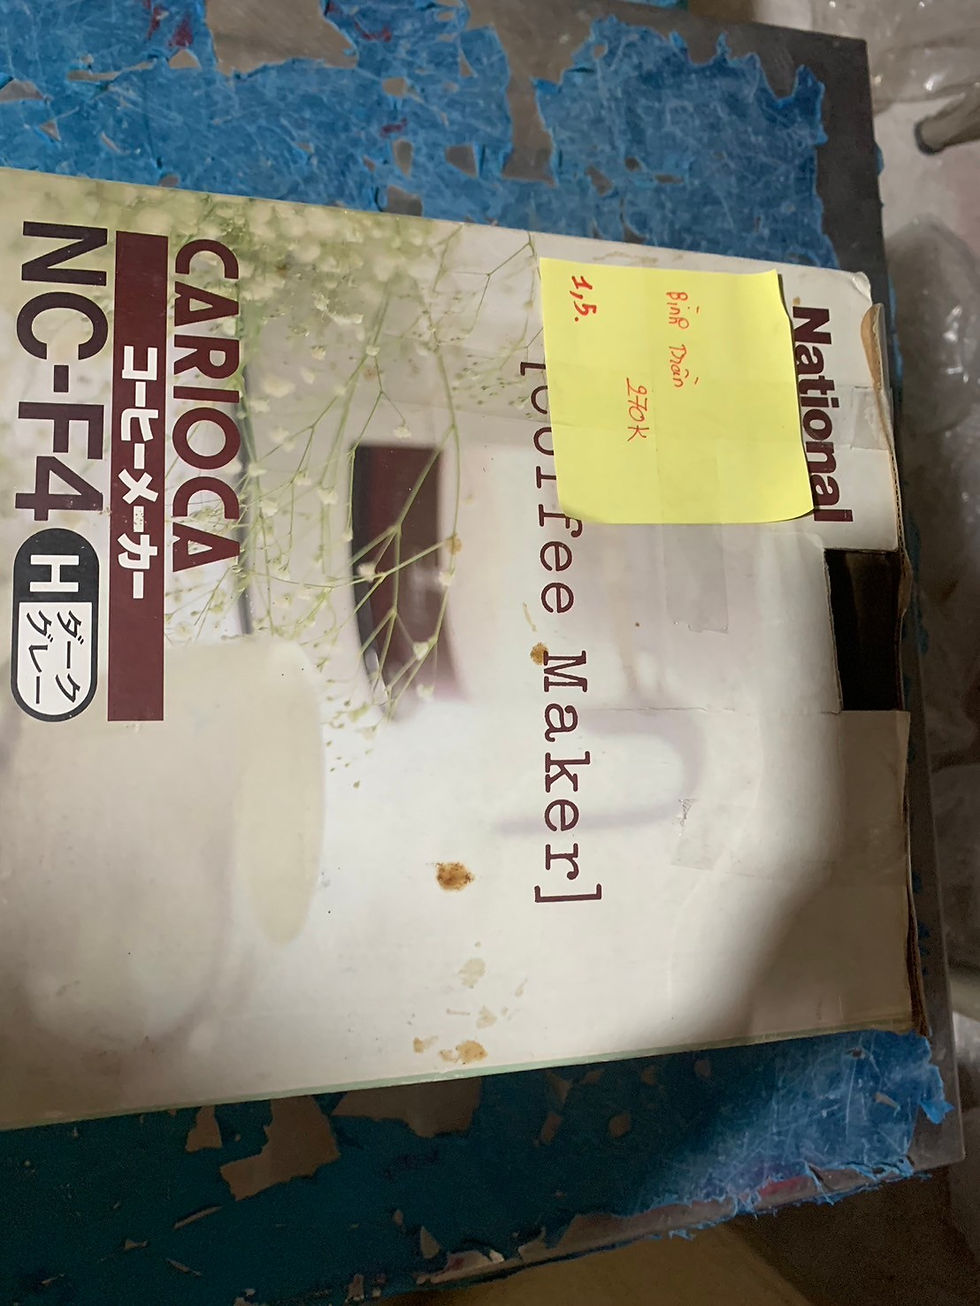 National
Bình Diần
270K
1,5.
[Coffee Maker]
CARIOCA
コーヒーメーカー
NC-F4
H
ダーク
グレー